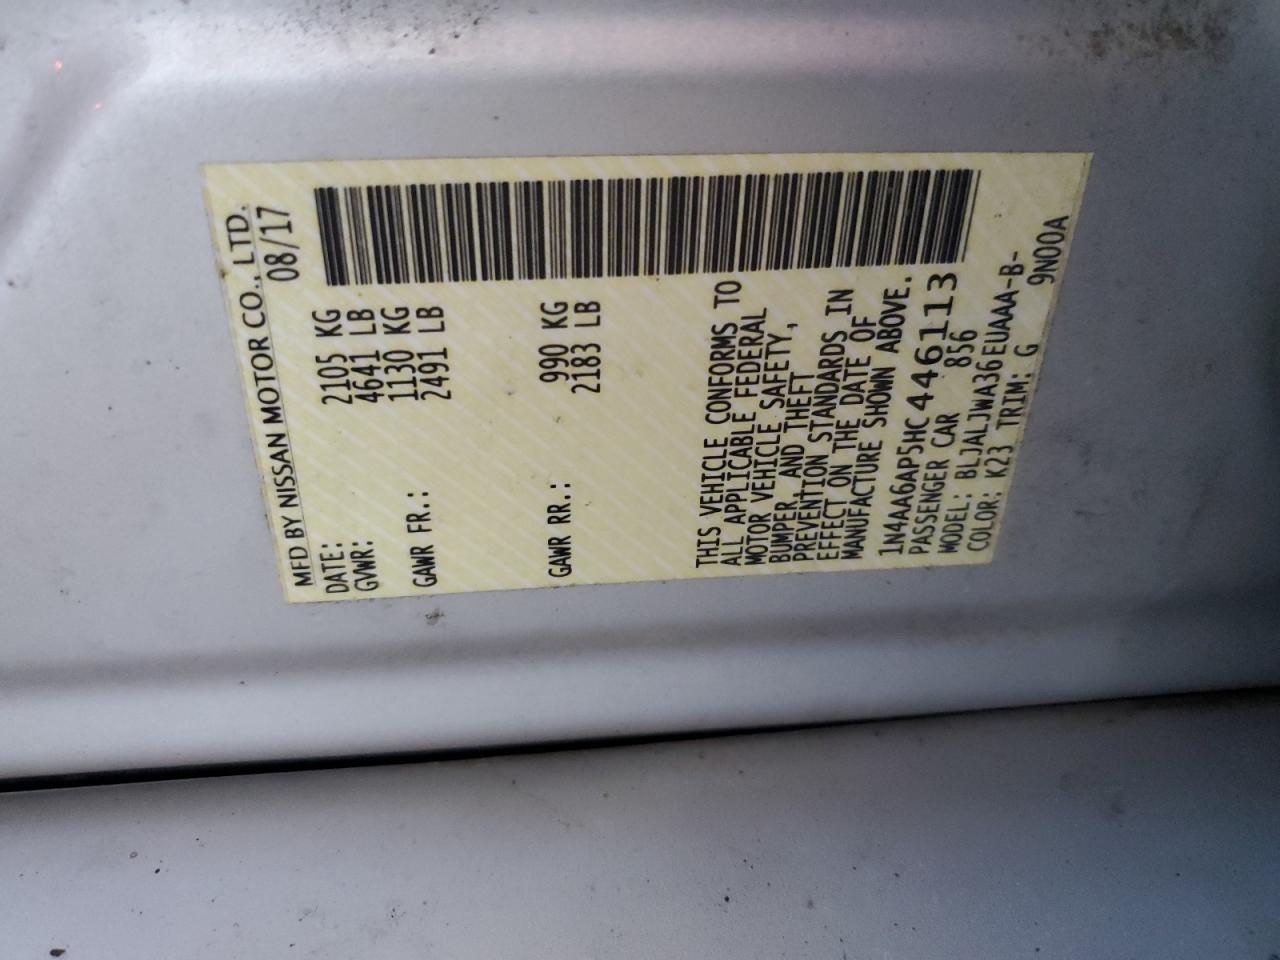 MFD BY NISSAN MOTOR CO., LTD.
DATE: 08/17
GVWR: 2105 KG
4641 LB
GAWR FR.: 1130 KG
2491 LB
GAWR RR.: 990 KG
2183 LB
THIS VEHICLE CONFORMS TO
ALL APPLICABLE FEDERAL
MOTOR VEHICLE SAFETY,
BUMPER, AND THEFT
PREVENTION STANDARDS IN
EFFECT ON THE DATE OF
MANUFACTURE SHOWN ABOVE.
1N4AA6AP5HC446113
PASSENGER CAR 856
MODEL: BLJALJWA36EUAAA-B-
COLOR: K23 TRIM: G 9N00A